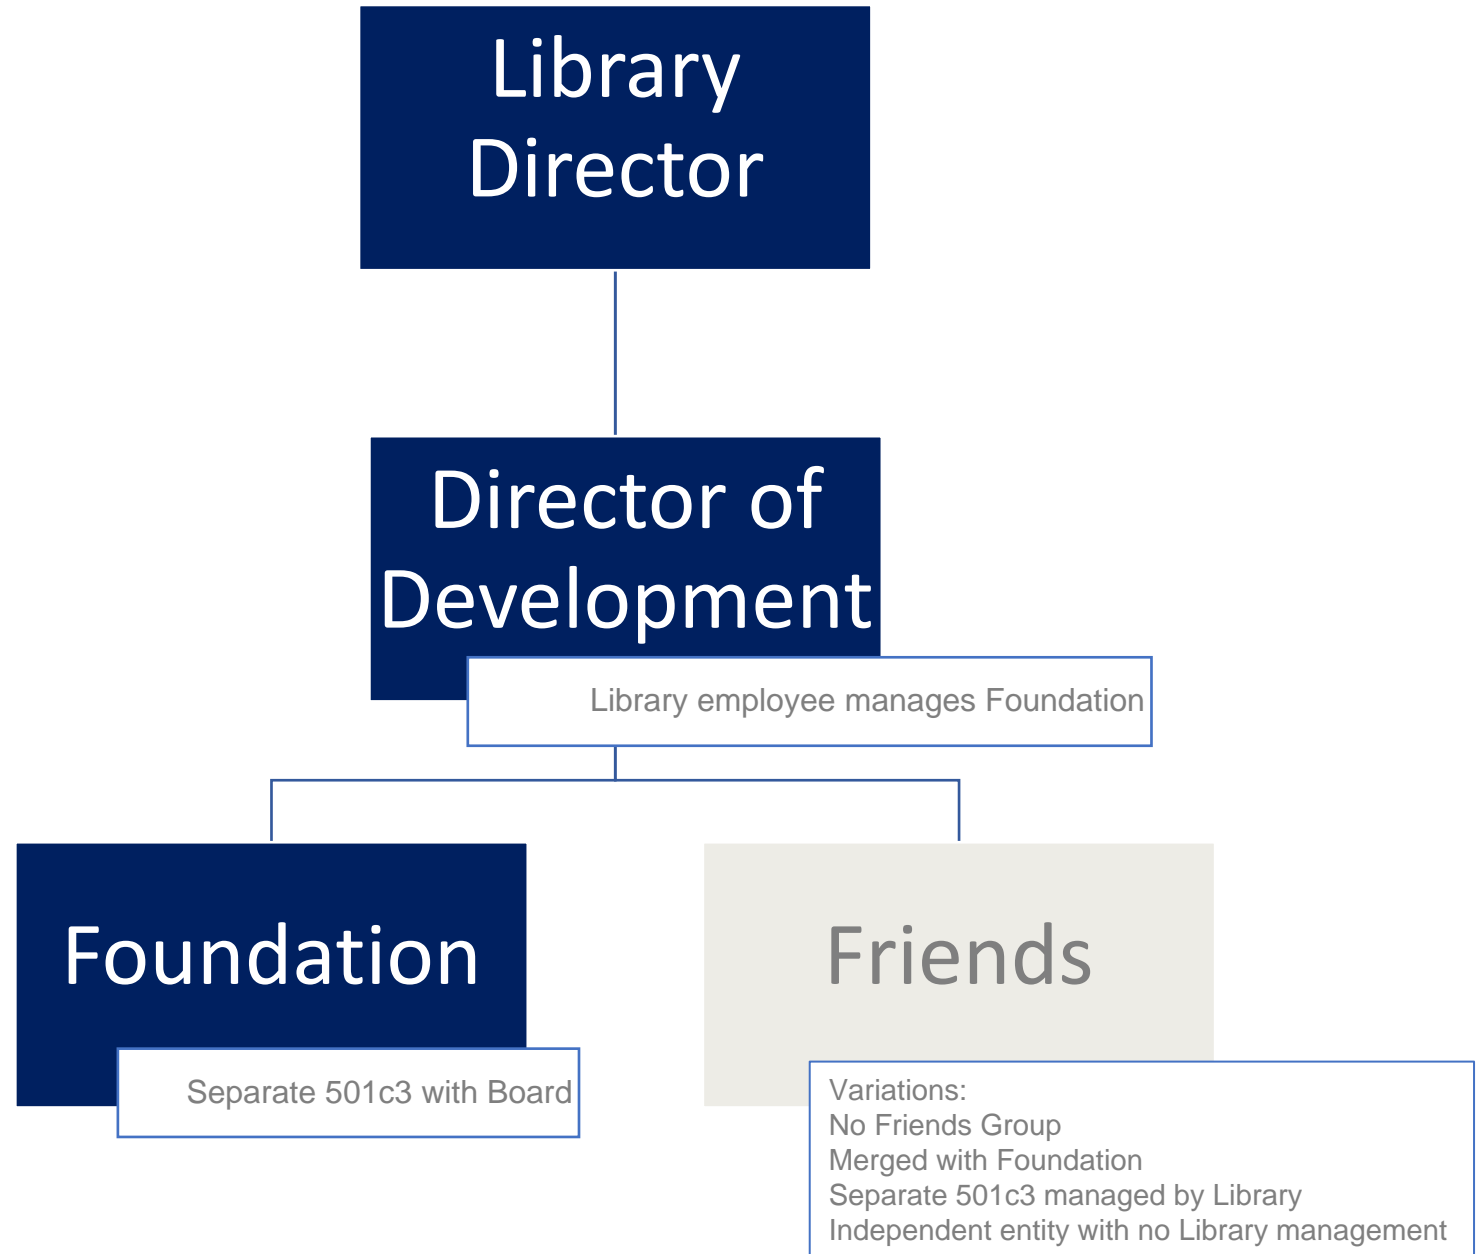 Library
Director
Director of
Development
Library employee manages Foundation
Foundation
Separate 501c3 with Board
Friends
Variations:
No Friends Group
Merged with Foundation
Separate 501c3 managed by Library
Independent entity with no Library management